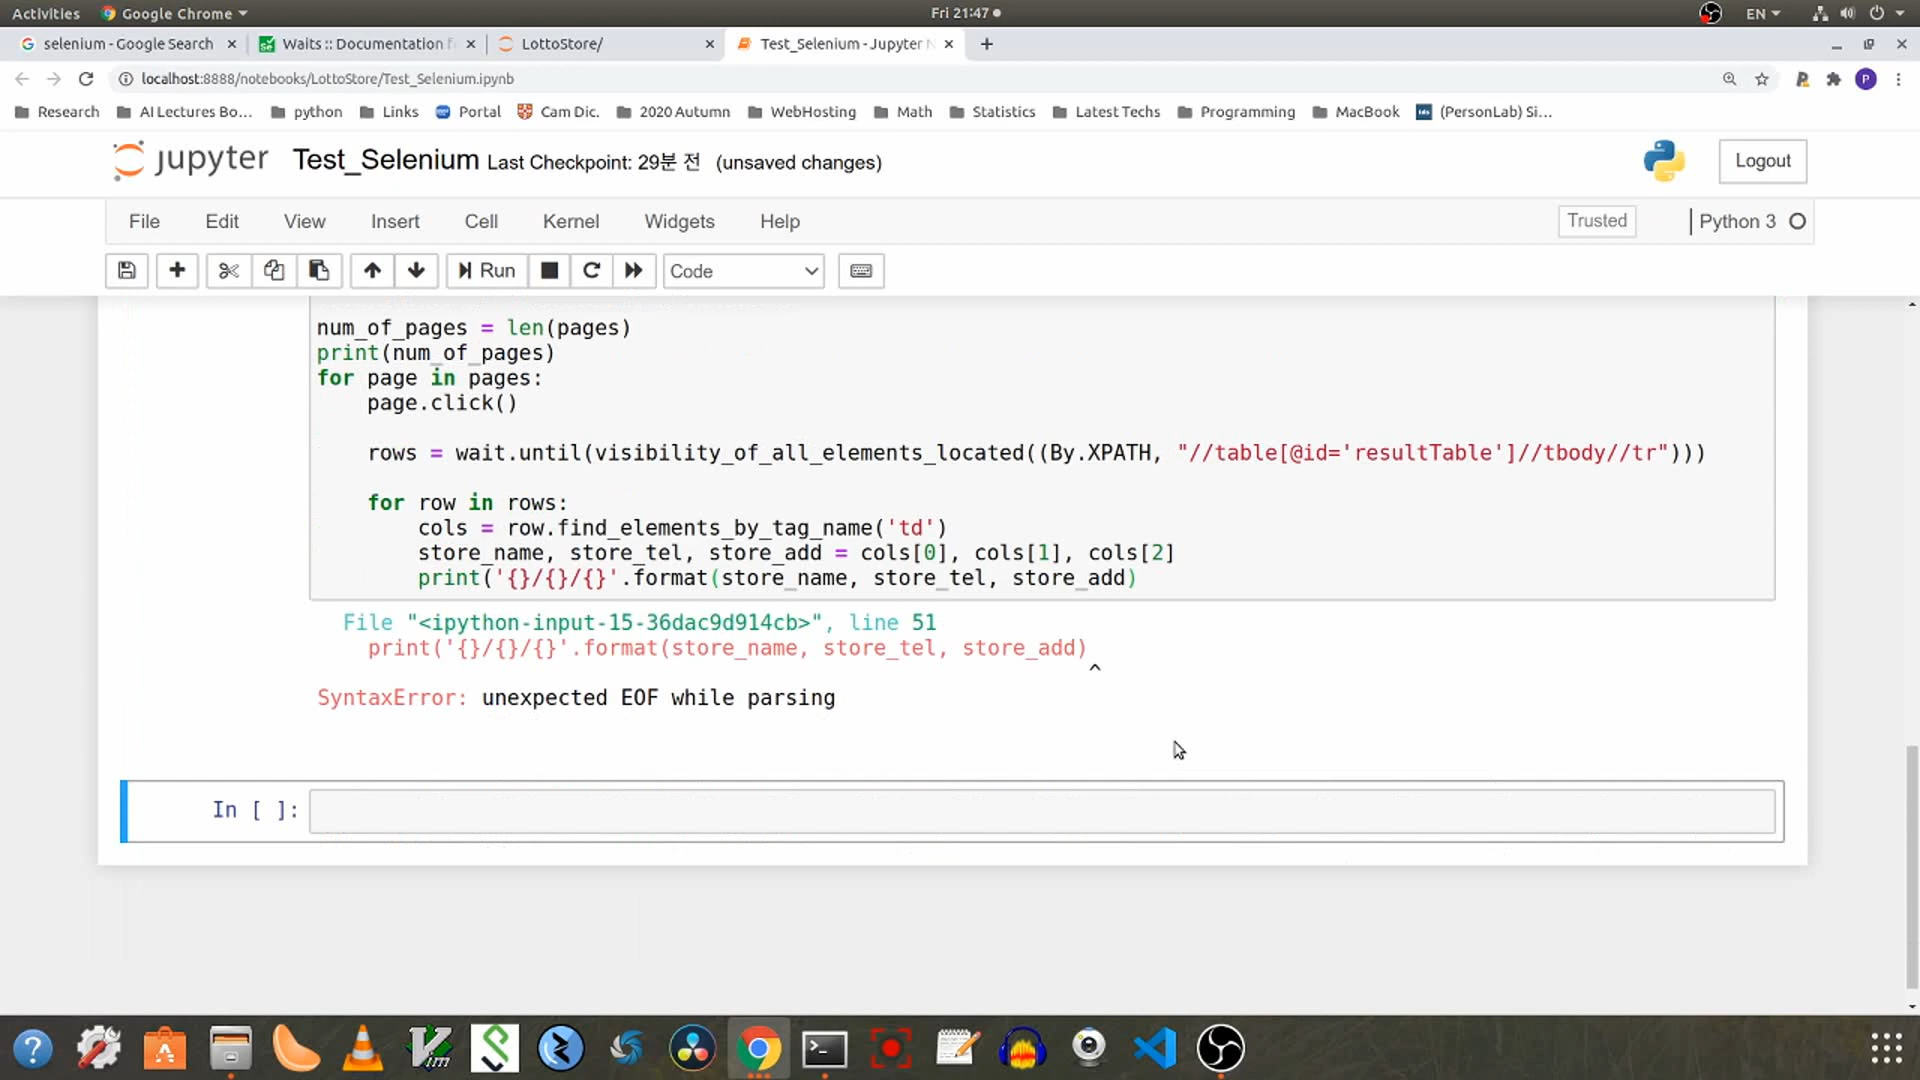 Activities Google Chrome Fri 21:47 EN
selenium - Google Search Waits :: Documentation f LottoStore/ Test_Selenium - Jupyter N
localhost:8888/notebooks/LottoStore/Test_Selenium.ipynb P
Research AI Lectures Bo... python Links Portal Cam Dic. 2020 Autumn WebHosting Math Statistics Latest Techs Programming MacBook (PersonLab) Si...
jupyter Test_Selenium Last Checkpoint: 29분 전 (unsaved changes) Logout
File Edit View Insert Cell Kernel Widgets Help Trusted Python 3
Run Code
num_of_pages = len(pages)
print(num_of_pages)
for page in pages:
page.click()
rows = wait.until(visibility_of_all_elements_located((By.XPATH, "//table[@id='resultTable']//tbody//tr")))
for row in rows:
cols = row.find_elements_by_tag_name('td')
store_name, store_tel, store_add = cols[0], cols[1], cols[2]
print('{}/{}/{}'.format(store_name, store_tel, store_add)
File "<ipython-input-15-36dac9d914cb>", line 51
print('{}/{}/{}'.format(store_name, store_tel, store_add)
^
SyntaxError: unexpected EOF while parsing
In [ ]: